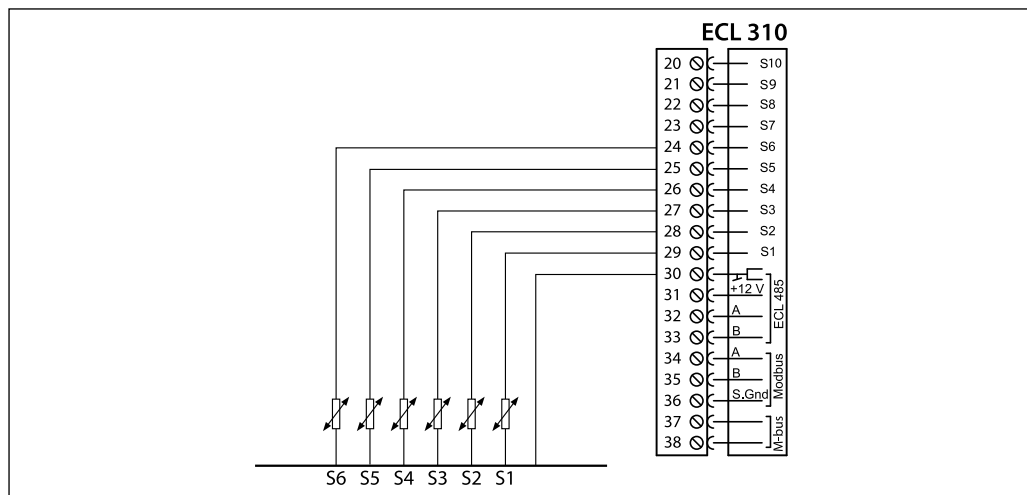 ECL 310
20 S10
21 S9
22 S8
23 S7
24 S6
25 S5
26 S4
27 S3
28 S2
29 S1
30
+12 V
31
32 A
33 B
ECL 485
34 A
35 B
36 S.Gnd
Modbus
37
38
M-bus
S6 S5 S4 S3 S2 S1